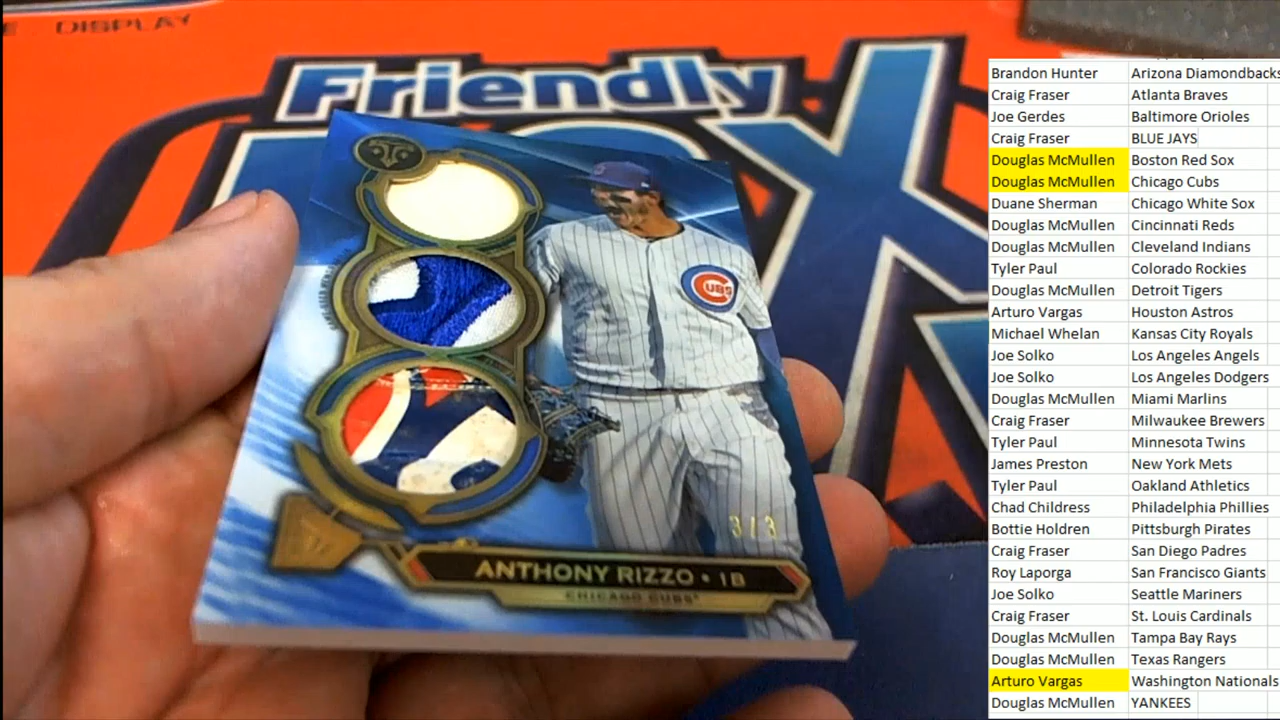 DISPLAY
Friendly
CUBS
3/3
ANTHONY RIZZO • 1B
CHICAGO CUBS
Brandon Hunter Arizona Diamondbacks
Craig Fraser Atlanta Braves
Joe Gerdes Baltimore Orioles
Craig Fraser BLUE JAYS
Douglas McMullen Boston Red Sox
Douglas McMullen Chicago Cubs
Duane Sherman Chicago White Sox
Douglas McMullen Cincinnati Reds
Douglas McMullen Cleveland Indians
Tyler Paul Colorado Rockies
Douglas McMullen Detroit Tigers
Arturo Vargas Houston Astros
Michael Whelan Kansas City Royals
Joe Solko Los Angeles Angels
Joe Solko Los Angeles Dodgers
Douglas McMullen Miami Marlins
Craig Fraser Milwaukee Brewers
Tyler Paul Minnesota Twins
James Preston New York Mets
Tyler Paul Oakland Athletics
Chad Childress Philadelphia Phillies
Bottie Holdren Pittsburgh Pirates
Craig Fraser San Diego Padres
Roy Laporga San Francisco Giants
Joe Solko Seattle Mariners
Craig Fraser St. Louis Cardinals
Douglas McMullen Tampa Bay Rays
Douglas McMullen Texas Rangers
Arturo Vargas Washington Nationals
Douglas McMullen YANKEES